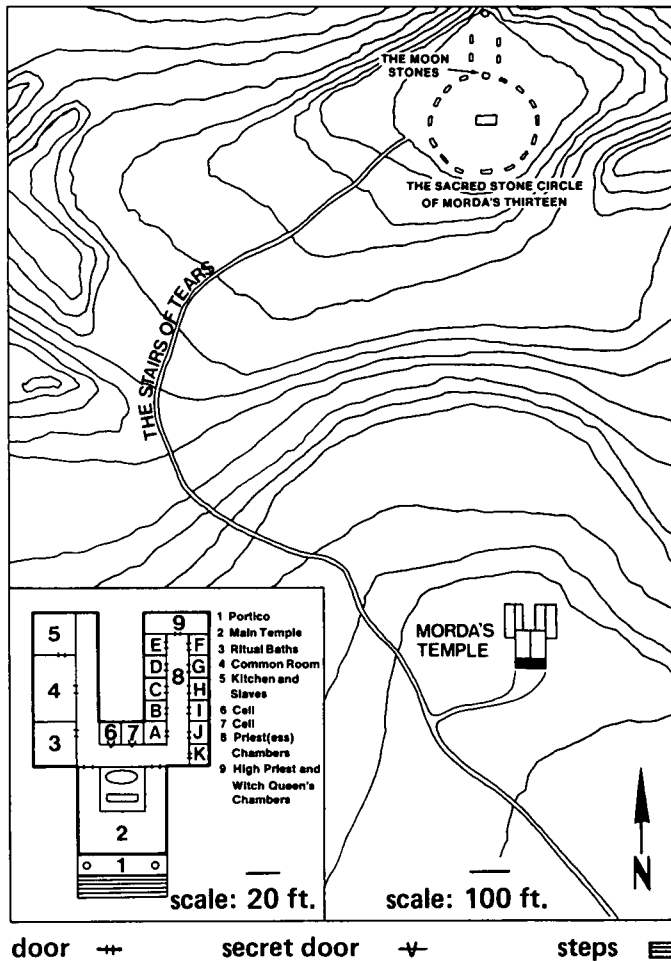 THE MOON
STONES
THE SACRED STONE CIRCLE
OF MORDA'S THIRTEEN
THE STAIRS OF TEARS
MORDA'S
TEMPLE
5
4
3
9
E F
D G
C H
B I
8
6 7 A J
K
2
1
1 Portico
2 Main Temple
3 Ritual Baths
4 Common Room
5 Kitchen and
Slaves
6 Cell
7 Cell
8 Priest(ess)
Chambers
9 High Priest and
Witch Queen's
Chambers
scale: 20 ft.
scale: 100 ft.
N
door
secret door
steps